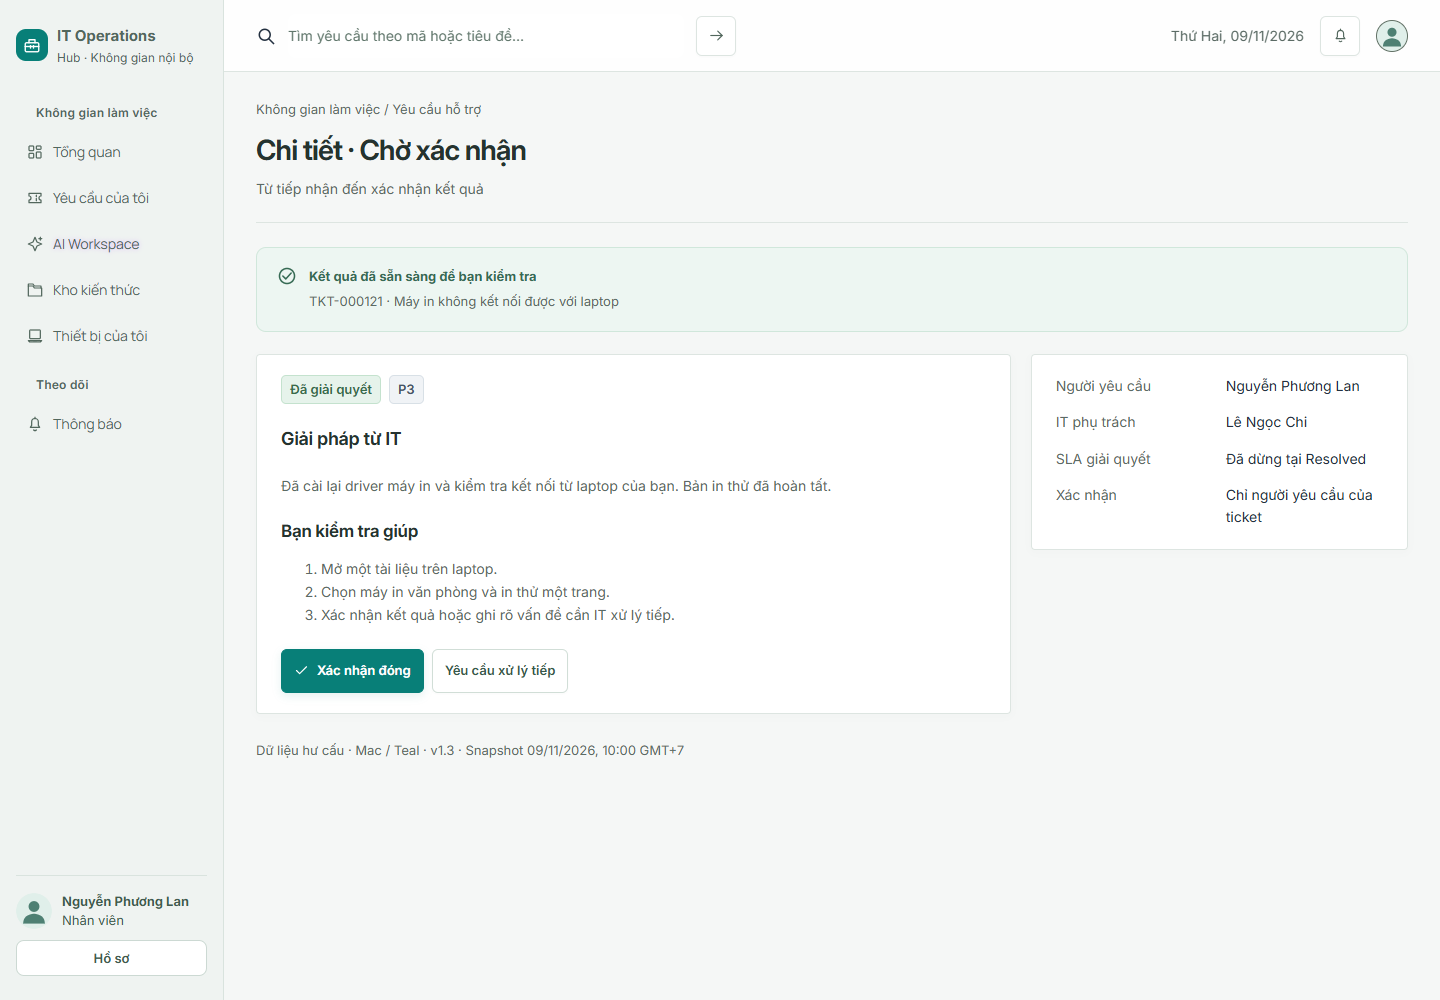 IT Operations
Hub · Không gian nội bộ
Không gian làm việc
Tổng quan
Yêu cầu của tôi
AI Workspace
Kho kiến thức
Thiết bị của tôi
Theo dõi
Thông báo
Nguyễn Phương Lan
Nhân viên
Hồ sơ
Tìm yêu cầu theo mã hoặc tiêu đề...
Thứ Hai, 09/11/2026
Không gian làm việc / Yêu cầu hỗ trợ
Chi tiết · Chờ xác nhận
Từ tiếp nhận đến xác nhận kết quả
Kết quả đã sẵn sàng để bạn kiểm tra
TKT-000121 · Máy in không kết nối được với laptop
Đã giải quyết P3
Giải pháp từ IT
Đã cài lại driver máy in và kiểm tra kết nối từ laptop của bạn. Bản in thử đã hoàn tất.
Bạn kiểm tra giúp
1. Mở một tài liệu trên laptop.
2. Chọn máy in văn phòng và in thử một trang.
3. Xác nhận kết quả hoặc ghi rõ vấn đề cần IT xử lý tiếp.
Xác nhận đóng Yêu cầu xử lý tiếp
Người yêu cầu Nguyễn Phương Lan
IT phụ trách Lê Ngọc Chi
SLA giải quyết Đã dừng tại Resolved
Xác nhận Chỉ người yêu cầu của
ticket
Dữ liệu hư cấu · Mac / Teal · v1.3 · Snapshot 09/11/2026, 10:00 GMT+7